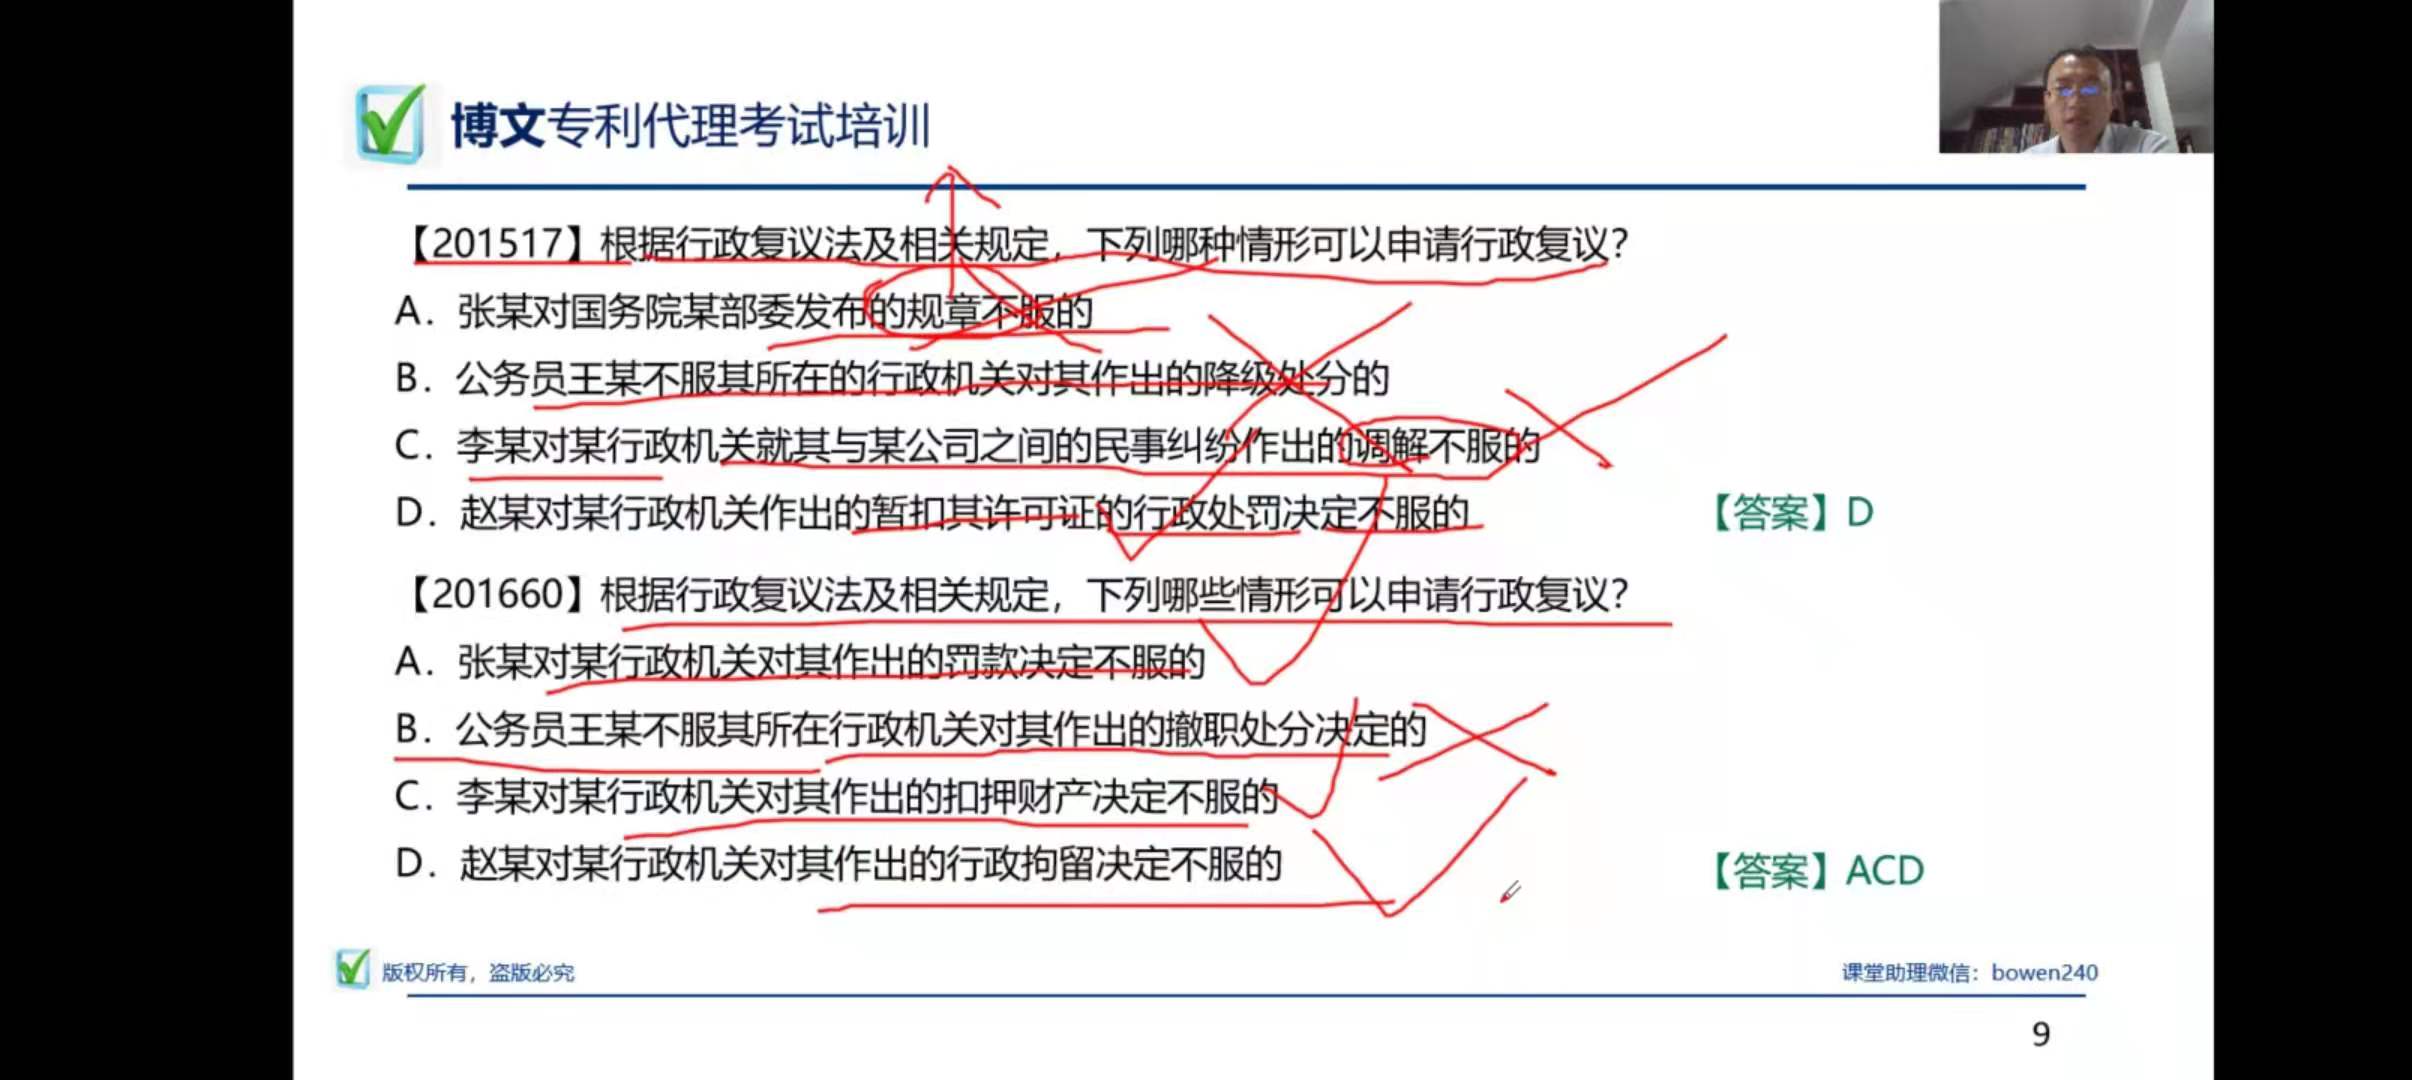 博文专利代理考试培训
【201517】根据行政复议法及相关规定，下列哪种情形可以申请行政复议？
A. 张某对国务院某部委发布的规章不服的
B. 公务员王某不服其所在的行政机关对其作出的降级处分的
C. 李某对某行政机关就其与某公司之间的民事纠纷作出的调解不服的
D. 赵某对某行政机关作出的暂扣其许可证的行政处罚决定不服的
【答案】D
【201660】根据行政复议法及相关规定，下列哪些情形可以申请行政复议？
A. 张某对某行政机关对其作出的罚款决定不服的
B. 公务员王某不服其所在行政机关对其作出的撤职处分决定的
C. 李某对某行政机关对其作出的扣押财产决定不服的
D. 赵某对某行政机关对其作出的行政拘留决定不服的
【答案】ACD
版权所有，盗版必究
课堂助理微信：bowen240
9